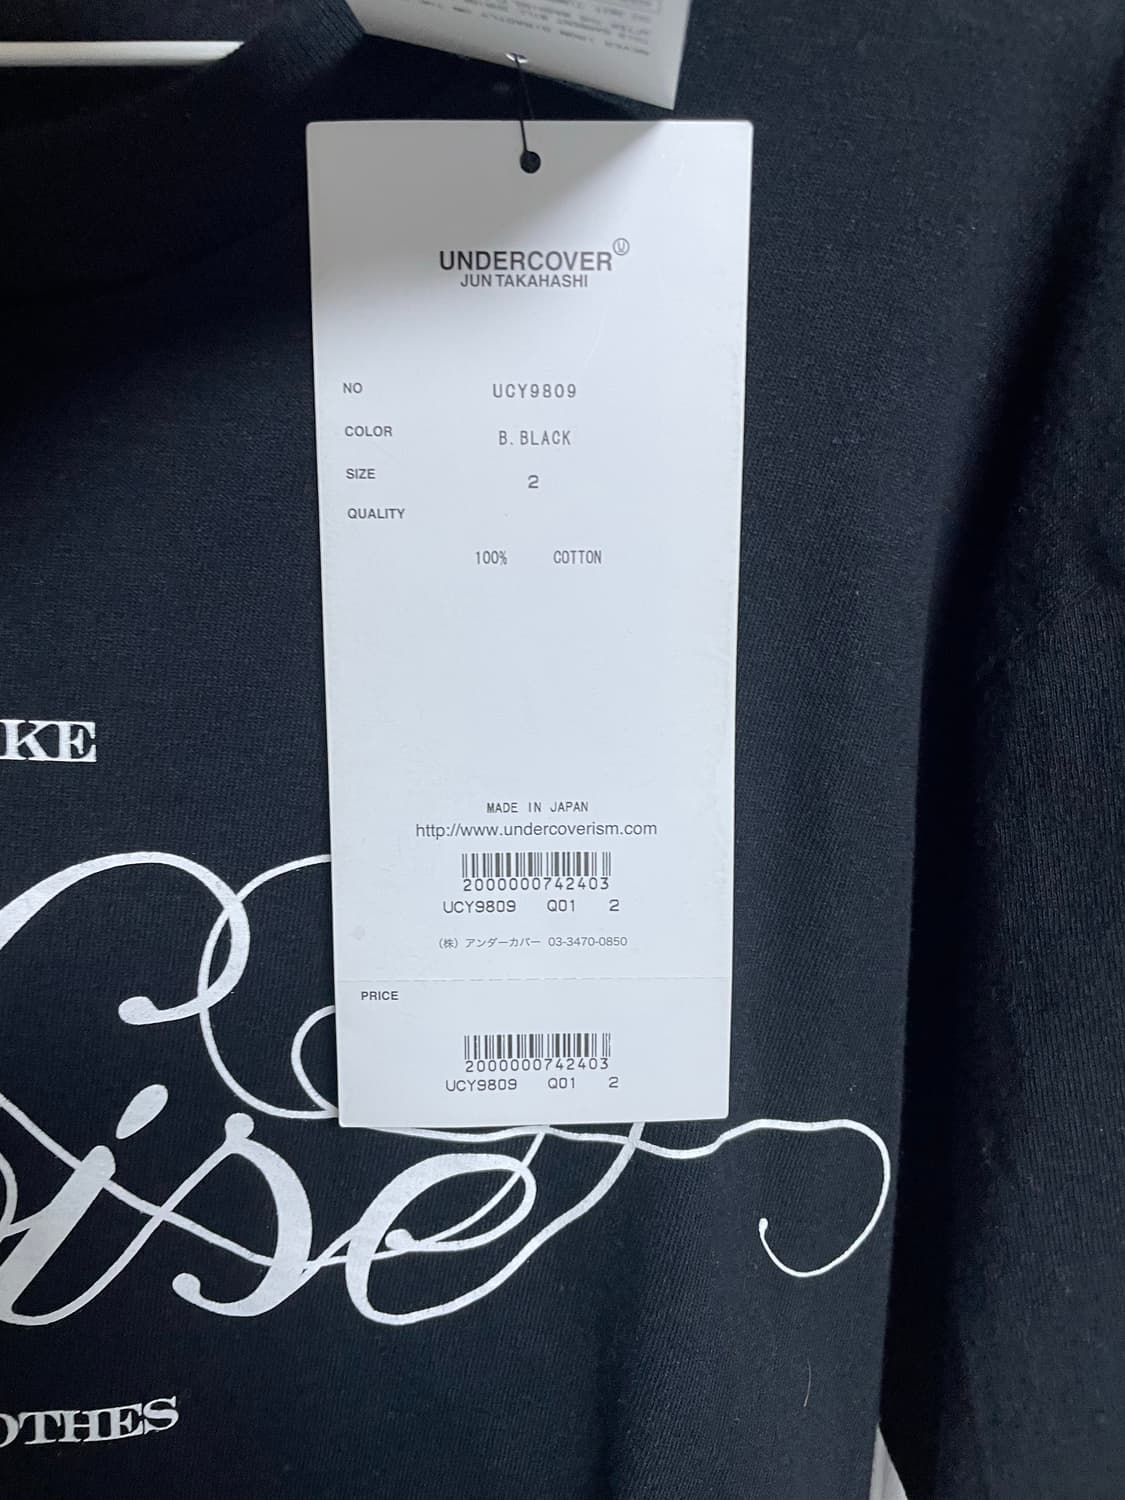 UNDERCOVER Ⓤ
JUN TAKAHASHI
NO UCY9809
COLOR B. BLACK
SIZE 2
QUALITY
100% COTTON
MADE IN JAPAN
http://www.undercoverism.com
2000000742403
UCY9809 Q01 2
(株) アンダーカバー 03-3470-0850
PRICE
2000000742403
UCY9809 Q01 2
KE
ise
OTHES